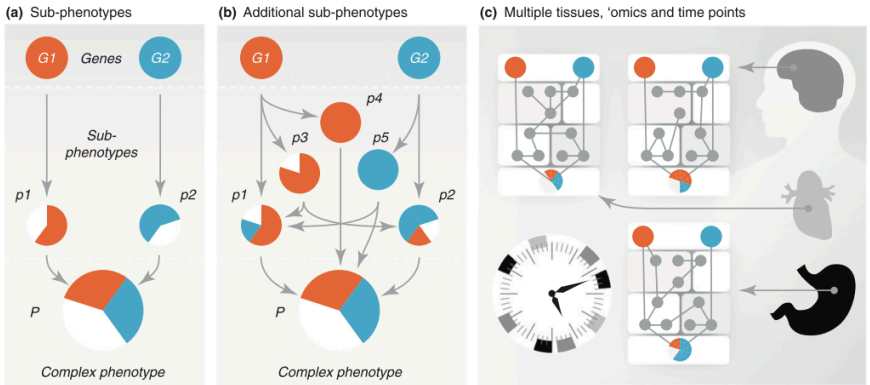 (a) Sub-phenotypes
G1 Genes G2
Sub-
phenotypes
p1 p2
P
Complex phenotype
(b) Additional sub-phenotypes
G1 G2
p4
p3 p5
p1 p2
P
Complex phenotype
(c) Multiple tissues, ‘omics and time points